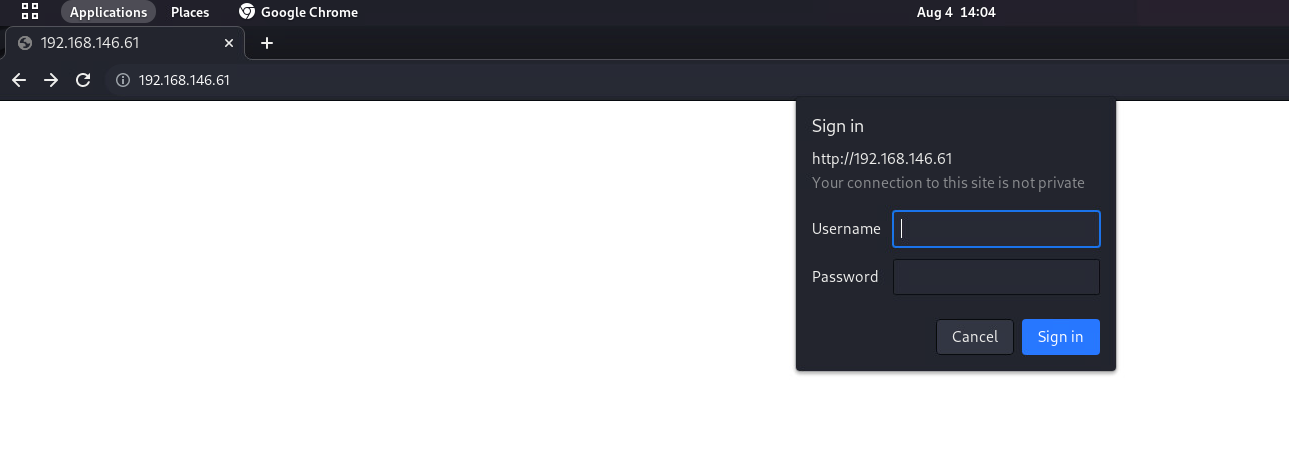 Applications Places Google Chrome Aug 4 14:04
192.168.146.61
192.168.146.61
Sign in
http://192.168.146.61
Your connection to this site is not private
Username
Password
Cancel Sign in